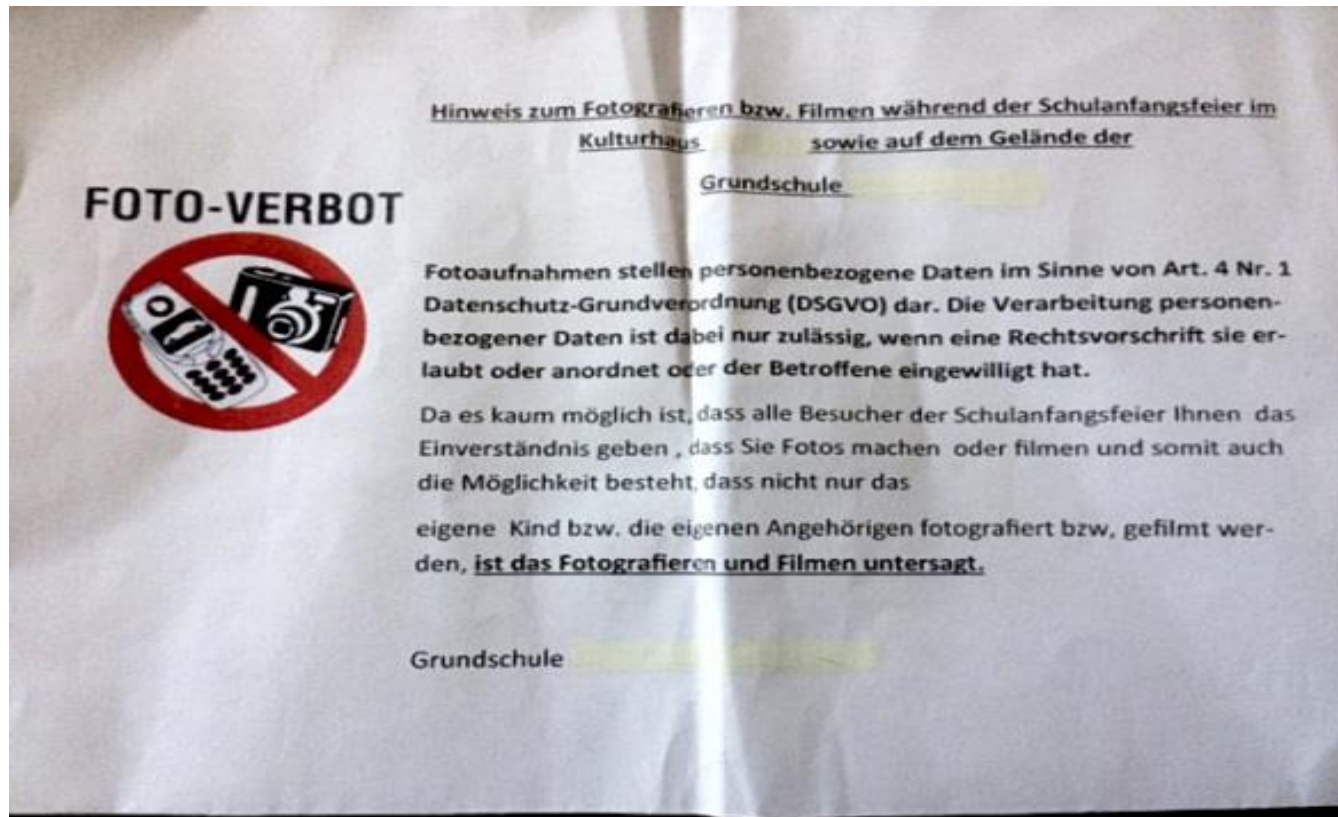 Hinweis zum Fotografieren bzw. Filmen während der Schulanfangsfeier im
Kulturhaus sowie auf dem Gelände der
Grundschule
FOTO-VERBOT
Fotoaufnahmen stellen personenbezogene Daten im Sinne von Art. 4 Nr. 1
Datenschutz-Grundverordnung (DSGVO) dar. Die Verarbeitung personen-
bezogener Daten ist dabei nur zulässig, wenn eine Rechtsvorschrift sie er-
laubt oder anordnet oder der Betroffene eingewilligt hat.
Da es kaum möglich ist, dass alle Besucher der Schulanfangsfeier Ihnen das
Einverständnis geben , dass Sie Fotos machen oder filmen und somit auch
die Möglichkeit besteht, dass nicht nur das
eigene Kind bzw. die eigenen Angehörigen fotografiert bzw, gefilmt wer-
den, ist das Fotografieren und Filmen untersagt.
Grundschule